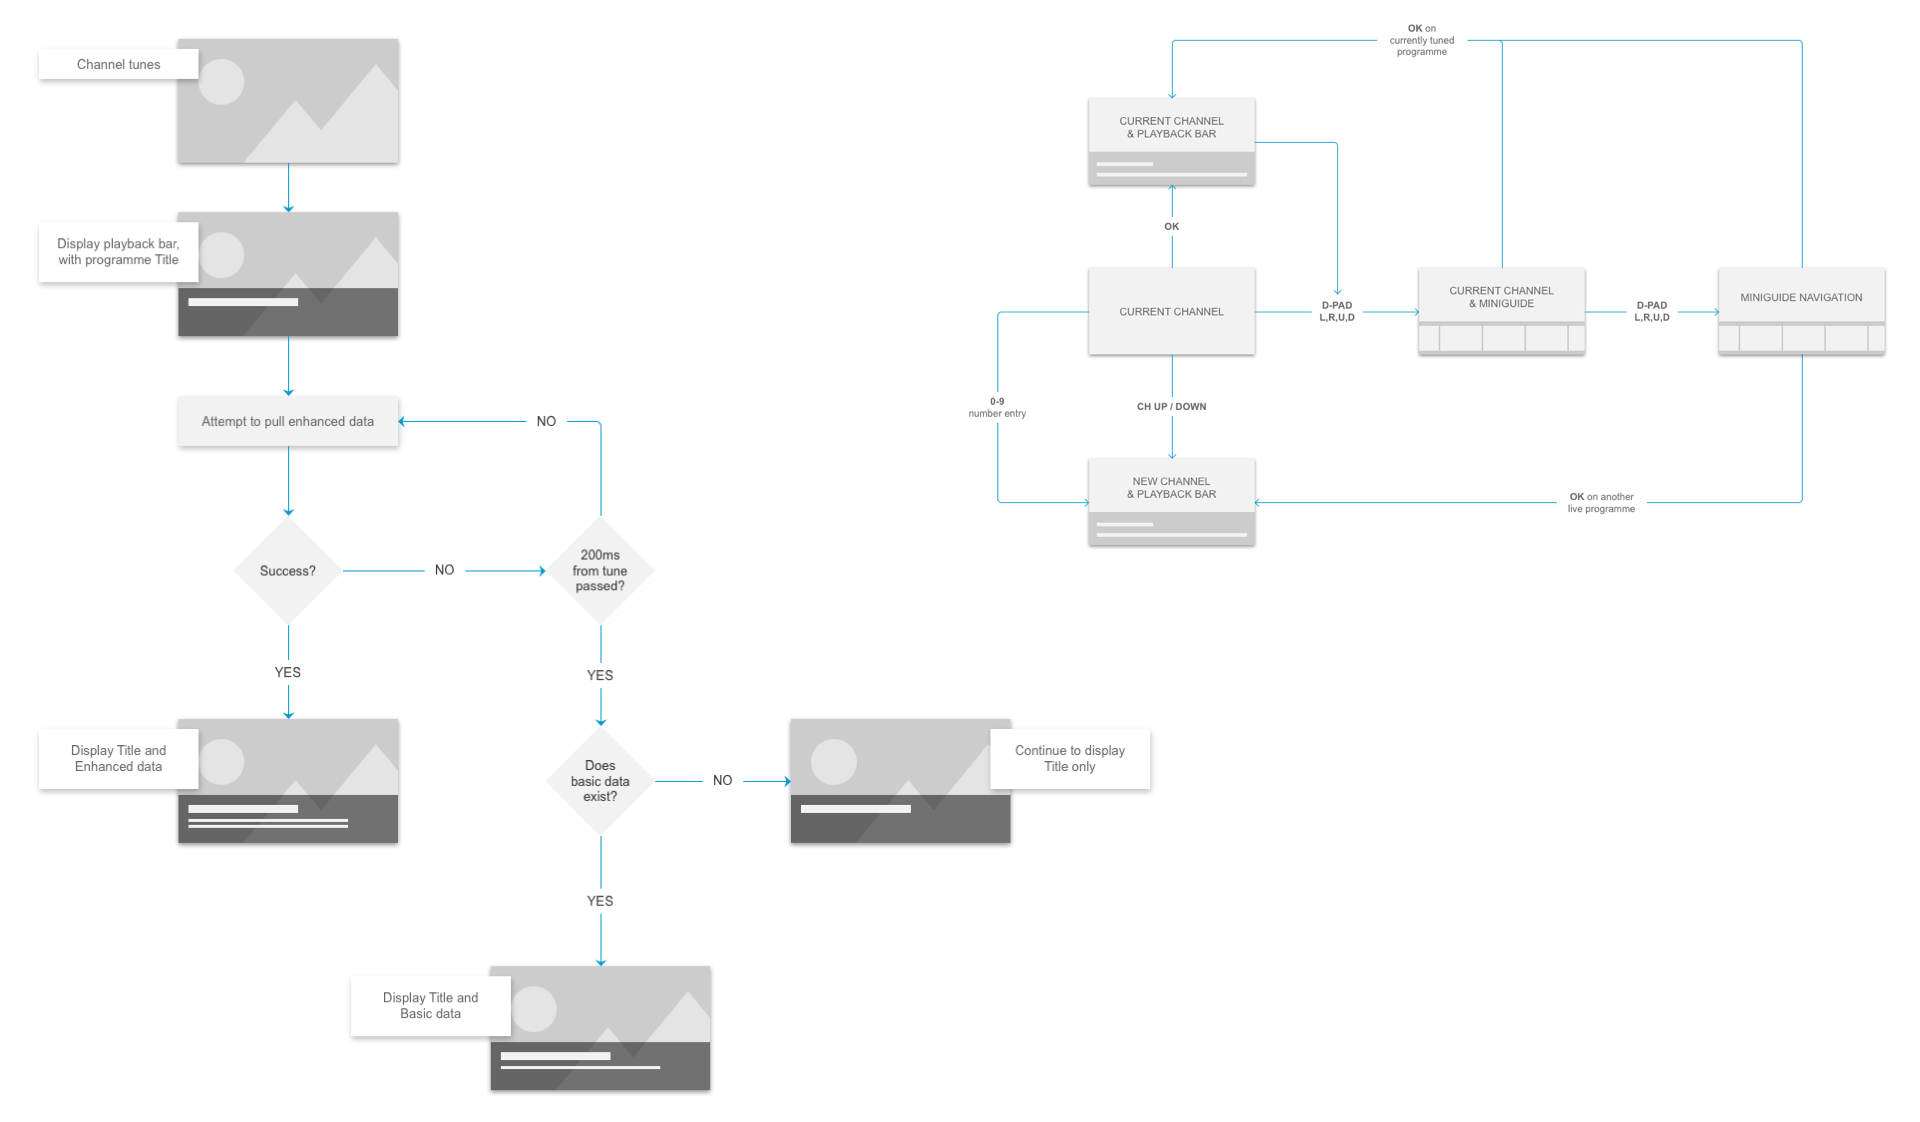 Channel tunes
Display playback bar,
with programme Title
Attempt to pull enhanced data
NO
Success?
NO
200ms
from tune
passed?
YES
YES
Display Title and
Enhanced data
Does
basic data
exist?
NO
Continue to display
Title only
YES
Display Title and
Basic data
OK on
currently tuned
programme
CURRENT CHANNEL
& PLAYBACK BAR
OK
CURRENT CHANNEL
D-PAD
L,R,U,D
CURRENT CHANNEL
& MINIGUIDE
D-PAD
L,R,U,D
MINIGUIDE NAVIGATION
0-9
number entry
CH UP / DOWN
NEW CHANNEL
& PLAYBACK BAR
OK on another
live programme